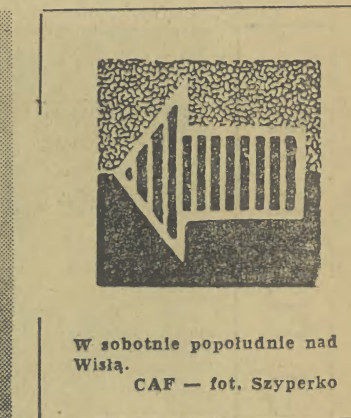 W sobotnie popołudnie nad
Wisłą.
CAF — fot. Szyperko